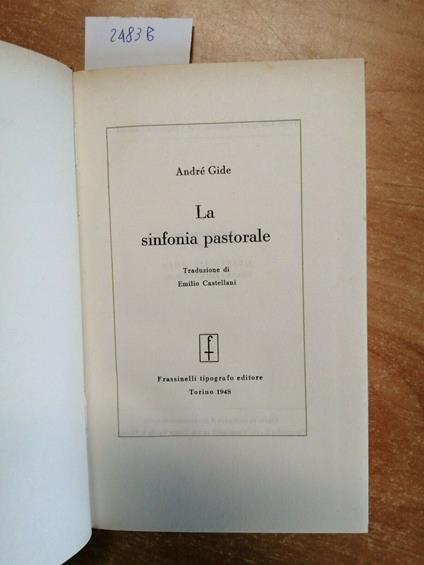 2483 B
André Gide
La
sinfonia pastorale
Traduzione di
Emilio Castellani
f
Frassinelli tipografo editore
Torino 1948